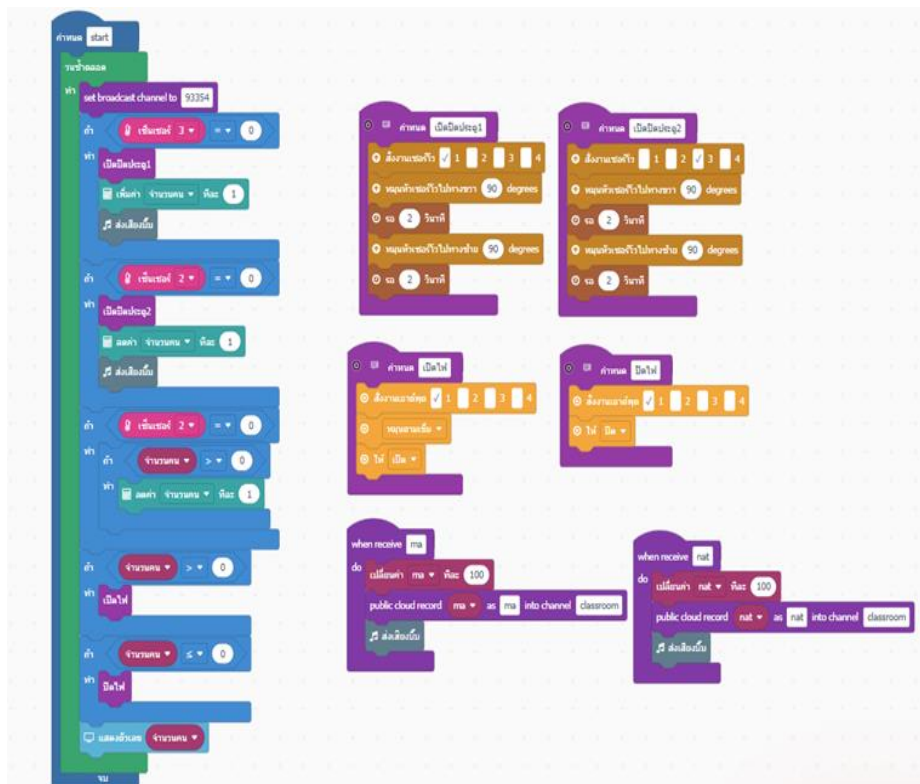 กำหนด start
วนซ้ำตลอด
ทำ
set broadcast channel to 93354
ถ้า เซ็นเซอร์ 3 = 0
ทำ
เปิดปิดประตู1
เพิ่มค่า จำนวนคน ทีละ 1
ส่งเสียงบี๊บ
ถ้า เซ็นเซอร์ 2 = 0
ทำ
เปิดปิดประตู2
ลดค่า จำนวนคน ทีละ 1
ส่งเสียงบี๊บ
ถ้า เซ็นเซอร์ 2 = 0
ทำ ถ้า จำนวนคน > 0
ทำ ลดค่า จำนวนคน ทีละ 1
ถ้า จำนวนคน > 0
ทำ
เปิดไฟ
ถ้า จำนวนคน ≤ 0
ทำ
ปิดไฟ
แสดงตัวเลข จำนวนคน
จบ
กำหนด เปิดปิดประตู1
สั่งงานเซอร์โว 1 2 3 4
หมุนหัวเซอร์โวไปทางขวา 90 degrees
รอ 2 วินาที
หมุนหัวเซอร์โวไปทางซ้าย 90 degrees
รอ 2 วินาที
กำหนด เปิดปิดประตู2
สั่งงานเซอร์โว 1 2 3 4
หมุนหัวเซอร์โวไปทางขวา 90 degrees
รอ 2 วินาที
หมุนหัวเซอร์โวไปทางซ้าย 90 degrees
รอ 2 วินาที
กำหนด เปิดไฟ
สั่งงานเอาต์พุต 1 2 3 4
หมุนตามเข็ม
ให้ เปิด
กำหนด ปิดไฟ
สั่งงานเอาต์พุต 1 2 3 4
ให้ ปิด
when receive ma
do
เปลี่ยนค่า ma ทีละ 100
public cloud record ma as ma into channel classroom
ส่งเสียงบี๊บ
when receive nat
do
เปลี่ยนค่า nat ทีละ 100
public cloud record nat as nat into channel classroom
ส่งเสียงบี๊บ